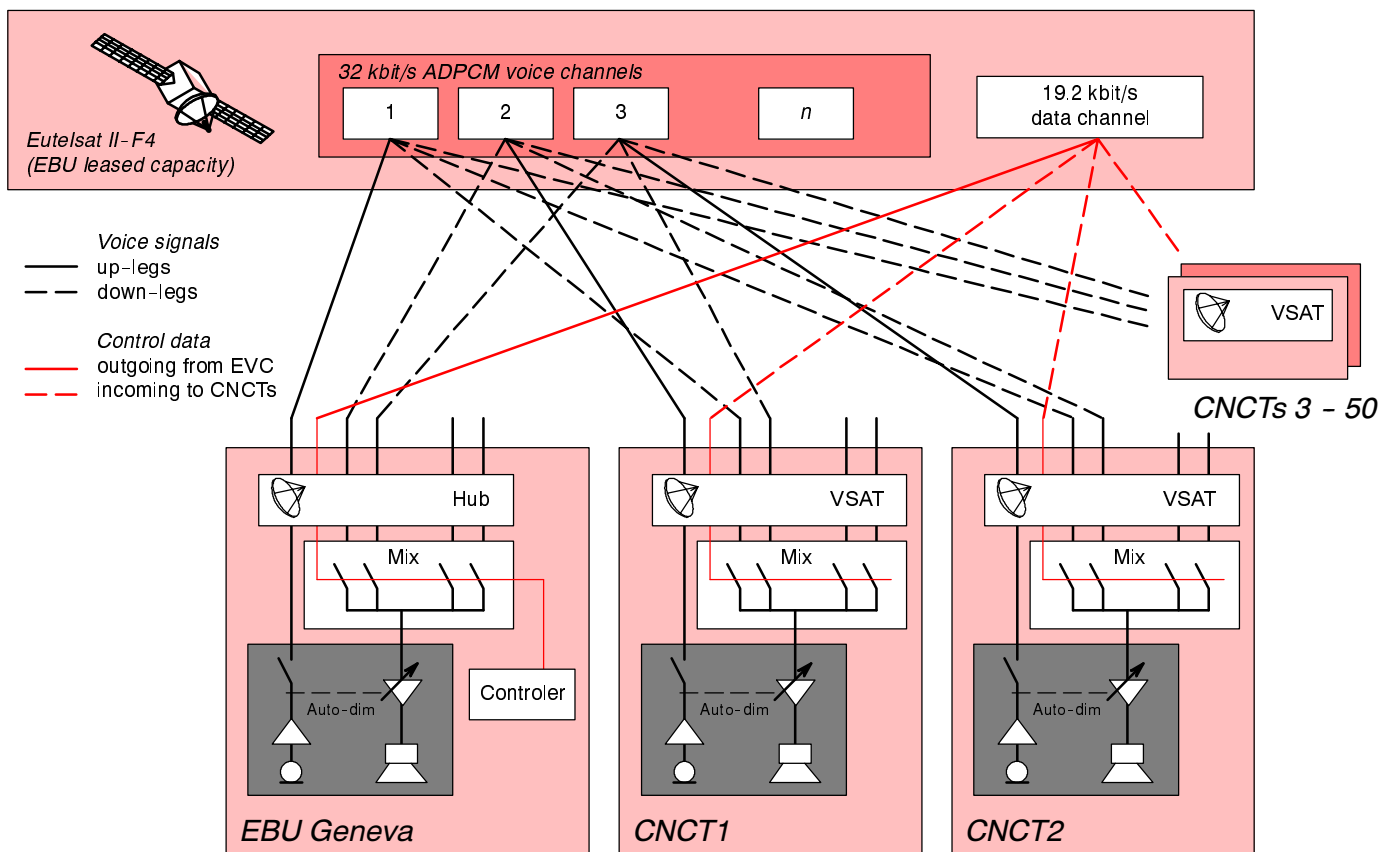 32 kbit/s ADPCM voice channels
1
2
3
n
19.2 kbit/s
data channel
Eutelsat II-F4
(EBU leased capacity)
Voice signals
up-legs
down-legs
Control data
outgoing from EVC
incoming to CNCTs
VSAT
CNCTs 3 - 50
Hub
VSAT
VSAT
Mix
Mix
Mix
Controler
Auto-dim
Auto-dim
Auto-dim
EBU Geneva
CNCT1
CNCT2